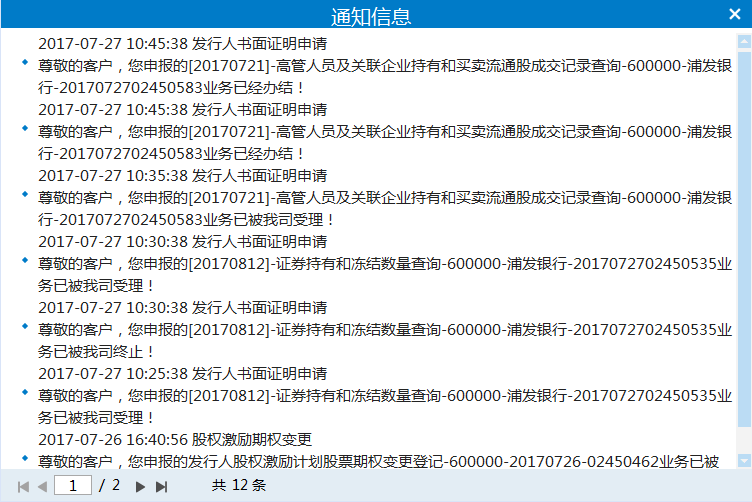 通知信息
2017-07-27 10:45:38 发行人书面证明申请
尊敬的客户，您申报的[20170721]-高管人员及关联企业持有和买卖流通股成交记录查询-600000-浦发银
行-2017072702450583业务已经办结！
2017-07-27 10:45:38 发行人书面证明申请
尊敬的客户，您申报的[20170721]-高管人员及关联企业持有和买卖流通股成交记录查询-600000-浦发银
行-2017072702450583业务已经办结！
2017-07-27 10:35:38 发行人书面证明申请
尊敬的客户，您申报的[20170721]-高管人员及关联企业持有和买卖流通股成交记录查询-600000-浦发银
行-2017072702450583业务已被我司受理！
2017-07-27 10:30:38 发行人书面证明申请
尊敬的客户，您申报的[20170812]-证券持有和冻结数量查询-600000-浦发银行-2017072702450535业
务已被我司受理！
2017-07-27 10:30:38 发行人书面证明申请
尊敬的客户，您申报的[20170812]-证券持有和冻结数量查询-600000-浦发银行-2017072702450535业
务已被我司终止！
2017-07-27 10:25:38 发行人书面证明申请
尊敬的客户，您申报的[20170812]-证券持有和冻结数量查询-600000-浦发银行-2017072702450535业
务已被我司受理！
2017-07-26 16:40:56 股权激励期权变更
尊敬的客户，您申报的发行人股权激励计划股票期权变更登记-600000-20170726-02450462业务已被
1 / 2 共 12 条